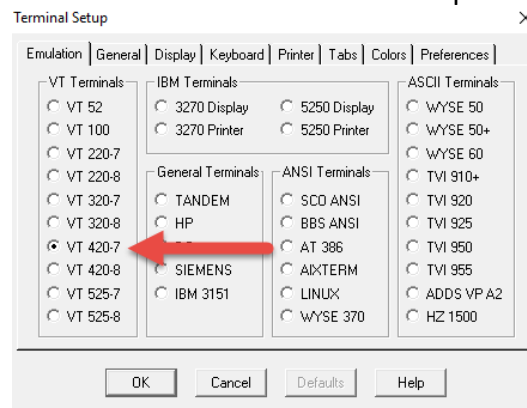 Terminal Setup
Emulation General Display Keyboard Printer Tabs Colors Preferences
VT Terminals
VT 52
VT 100
VT 220-7
VT 220-8
VT 320-7
VT 320-8
VT 420-7
VT 420-8
VT 525-7
VT 525-8
IBM Terminals
3270 Display
5250 Display
3270 Printer
5250 Printer
General Terminals
TANDEM
HP
SIEMENS
IBM 3151
ANSI Terminals
SCO ANSI
BBS ANSI
AT 386
AIXTERM
LINUX
WYSE 370
ASCII Terminals
WYSE 50
WYSE 50+
WYSE 60
TVI 910+
TVI 920
TVI 925
TVI 950
TVI 955
ADDS VP A2
HZ 1500
OK Cancel Defaults Help